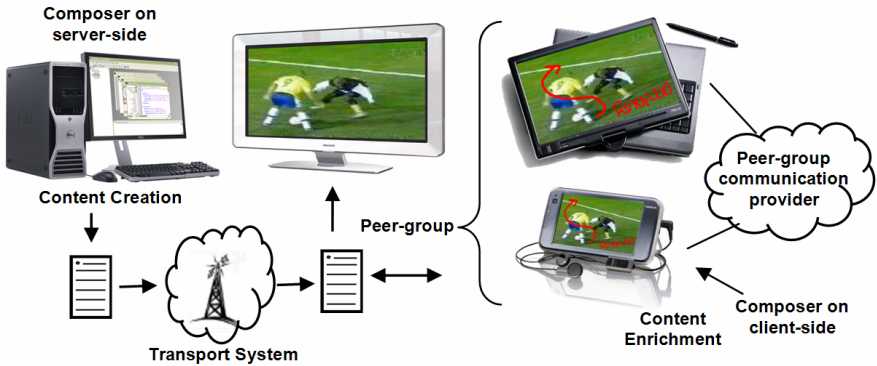 Composer on
server-side
Content Creation
Transport System
Peer-group
Ronaldo
Peer-group
communication
provider
Content
Enrichment
Composer on
client-side